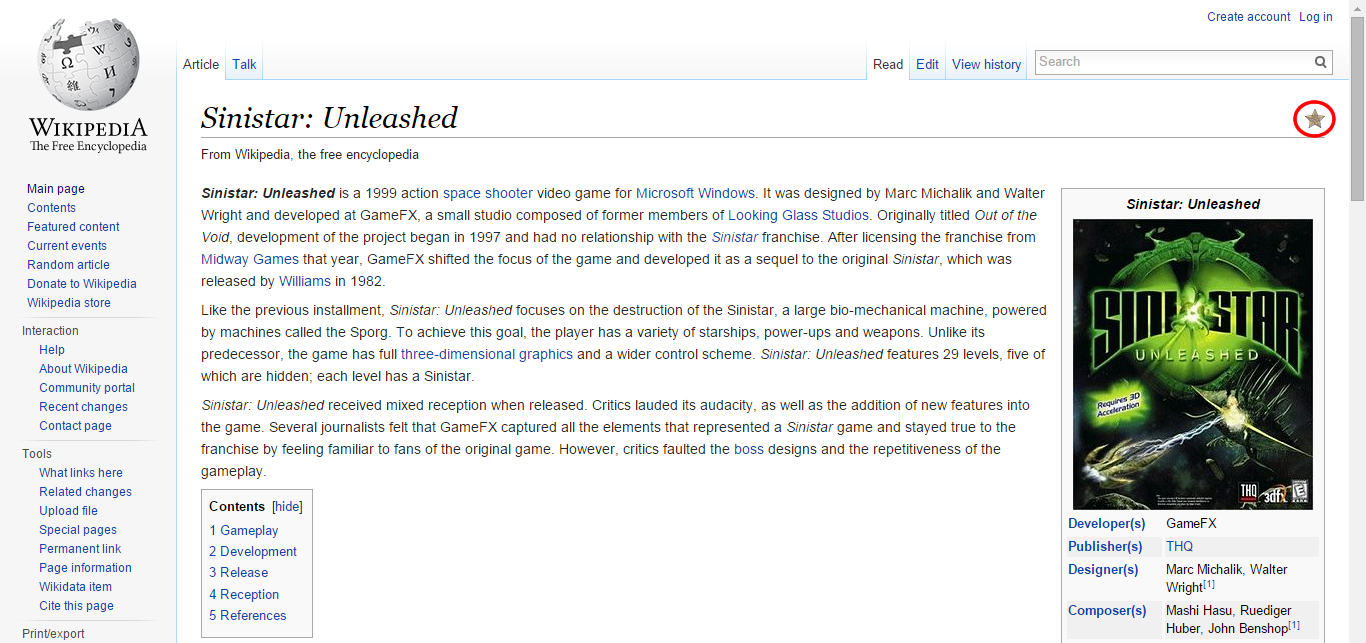 Create account Log in
Article Talk Read Edit View history Search
WIKIPEDIA
The Free Encyclopedia
Main page
Contents
Featured content
Current events
Random article
Donate to Wikipedia
Wikipedia store
Interaction
Help
About Wikipedia
Community portal
Recent changes
Contact page
Tools
What links here
Related changes
Upload file
Special pages
Permanent link
Page information
Wikidata item
Cite this page
Print/export
Sinistar: Unleashed
From Wikipedia, the free encyclopedia
Sinistar: Unleashed is a 1999 action space shooter video game for Microsoft Windows. It was designed by Marc Michalik and Walter
Wright and developed at GameFX, a small studio composed of former members of Looking Glass Studios. Originally titled Out of the
Void, development of the project began in 1997 and had no relationship with the Sinistar franchise. After licensing the franchise from
Midway Games that year, GameFX shifted the focus of the game and developed it as a sequel to the original Sinistar, which was
released by Williams in 1982.
Like the previous installment, Sinistar: Unleashed focuses on the destruction of the Sinistar, a large bio-mechanical machine, powered
by machines called the Sporg. To achieve this goal, the player has a variety of starships, power-ups and weapons. Unlike its
predecessor, the game has full three-dimensional graphics and a wider control scheme. Sinistar: Unleashed features 29 levels, five of
which are hidden; each level has a Sinistar.
Sinistar: Unleashed received mixed reception when released. Critics lauded its audacity, as well as the addition of new features into
the game. Several journalists felt that GameFX captured all the elements that represented a Sinistar game and stayed true to the
franchise by feeling familiar to fans of the original game. However, critics faulted the boss designs and the repetitiveness of the
gameplay.
Contents [hide]
1 Gameplay
2 Development
3 Release
4 Reception
5 References
Sinistar: Unleashed
SINISTAR
UNLEASHED
Requires 3D
Acceleration
THQ 3dfx
Developer(s) GameFX
Publisher(s) THQ
Designer(s) Marc Michalik, Walter
Wright[1]
Composer(s) Mashi Hasu, Ruediger
Huber, John Benshop[1]